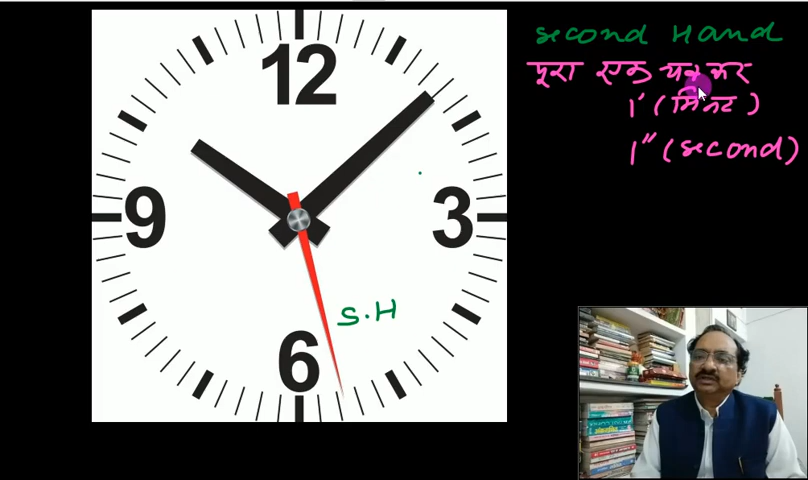 12
9
3
6
S.H
Second Hand
पूरा एक चक्कर
1' (मिनट)
1" (second)